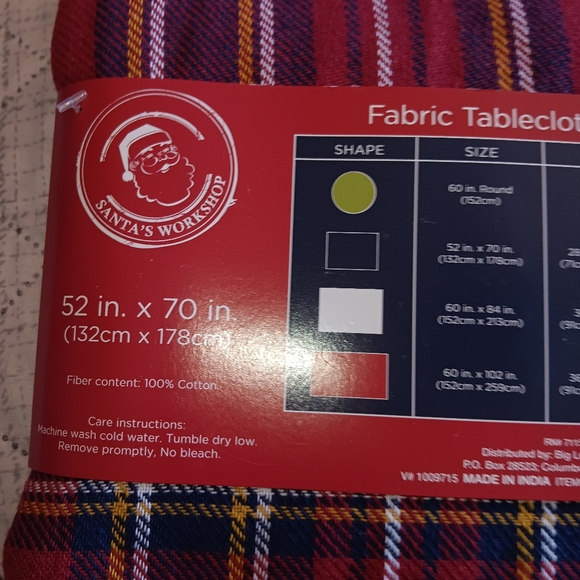 Fabric Tableclot
SHAPE SIZE
60 in. Round
(152cm)
52 in. x 70 in.
(132cm x 178cm)
60 in. x 84 in.
(152cm x 213cm)
60 in. x 102 in.
(152cm x 259cm)
SANTA'S WORKSHOP
52 in. x 70 in.
(132cm x 178cm)
Fiber content: 100% Cotton.
Care instructions:
Machine wash cold water. Tumble dry low.
Remove promptly, No bleach.
RN# 7115
Distributed by: Big L
P.O. Box 28523; Columb
V# 1009715 MADE IN INDIA ITEM